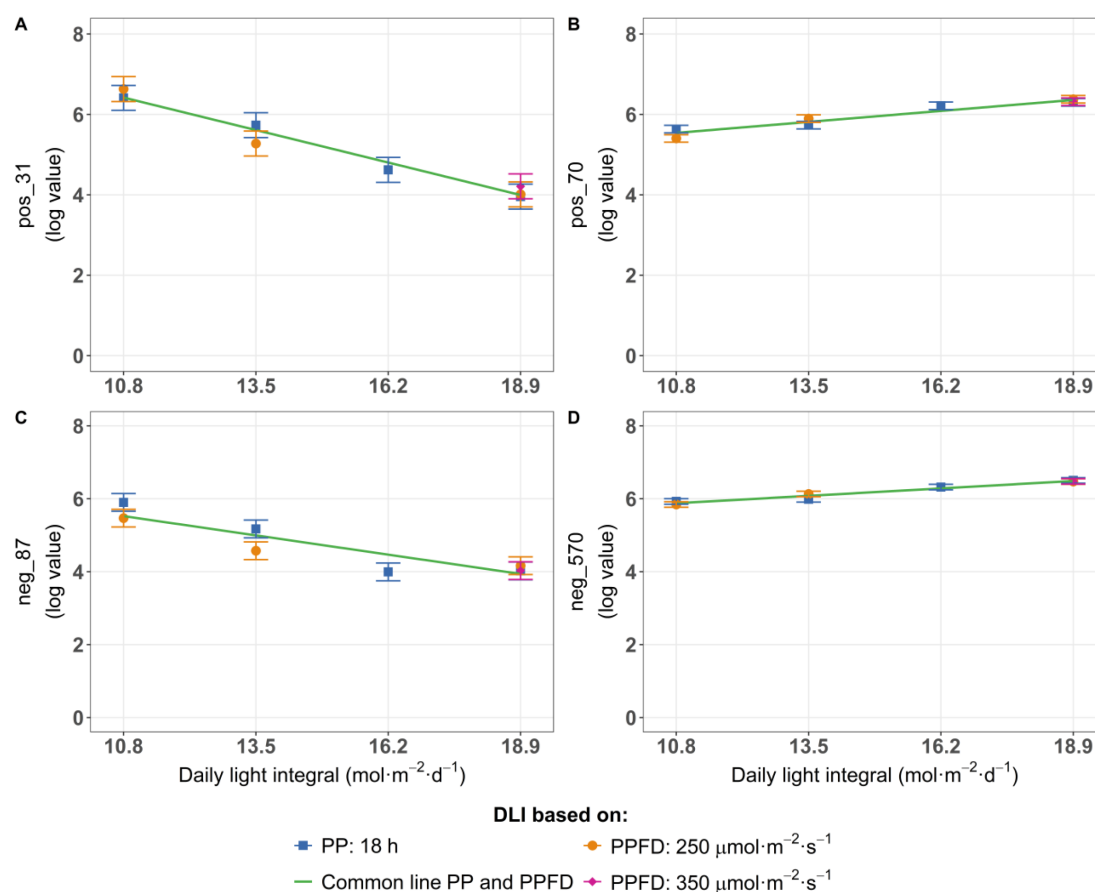 A
8
6
4
2
0
pos_31
(log value)
10.8 13.5 16.2 18.9
B
8
6
4
2
0
pos_70
(log value)
10.8 13.5 16.2 18.9
C
8
6
4
2
0
neg_87
(log value)
10.8 13.5 16.2 18.9
Daily light integral (mol·m⁻²·d⁻¹)
D
8
6
4
2
0
neg_570
(log value)
10.8 13.5 16.2 18.9
Daily light integral (mol·m⁻²·d⁻¹)
DLI based on:
PP: 18 h
PPFD: 250 μmol·m⁻²·s⁻¹
Common line PP and PPFD
PPFD: 350 μmol·m⁻²·s⁻¹